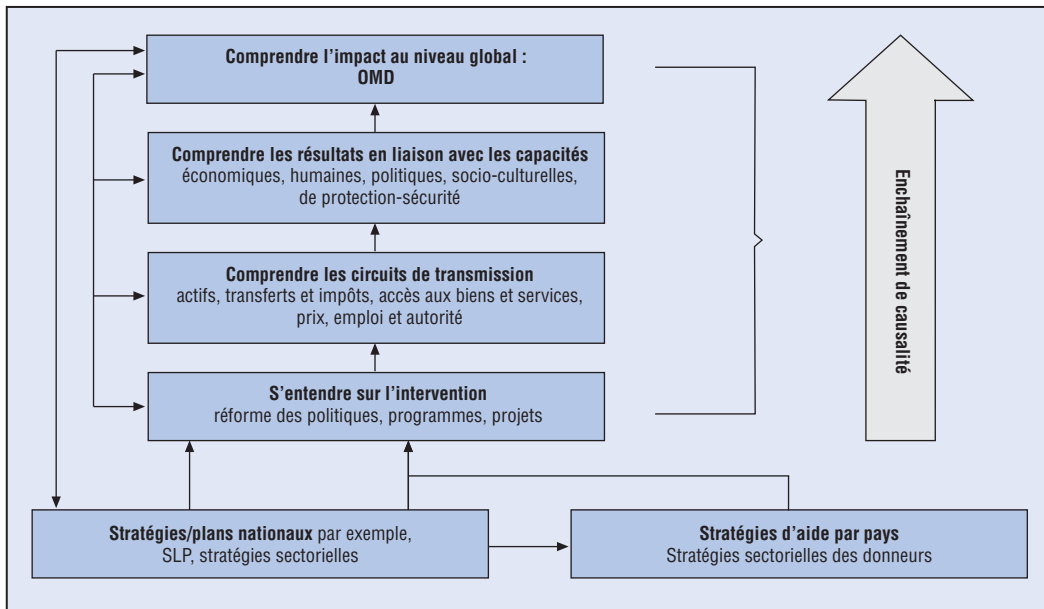 Comprendre l'impact au niveau global :
OMD
Comprendre les résultats en liaison avec les capacités
économiques, humaines, politiques, socio-culturelles,
de protection-sécurité
Comprendre les circuits de transmission
actifs, transferts et impôts, accès aux biens et services,
prix, emploi et autorité
S'entendre sur l'intervention
réforme des politiques, programmes, projets
Stratégies/plans nationaux par exemple,
SLP, stratégies sectorielles
Stratégies d'aide par pays
Stratégies sectorielles des donneurs
Enchaînement de causalité